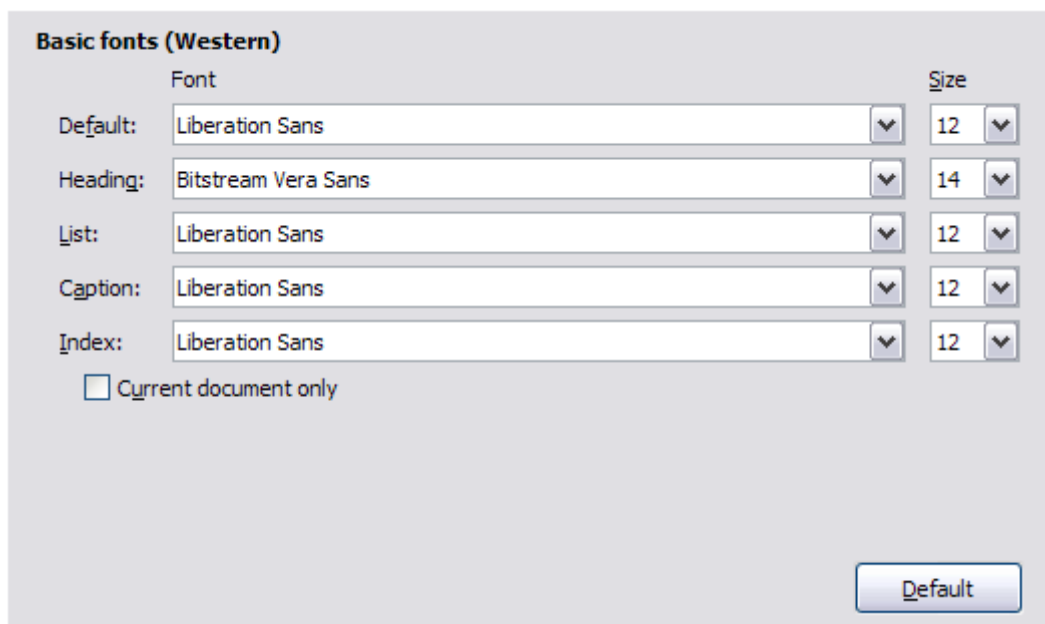 Basic fonts (Western)
Font Size
Default: Liberation Sans 12
Heading: Bitstream Vera Sans 14
List: Liberation Sans 12
Caption: Liberation Sans 12
Index: Liberation Sans 12
Current document only
Default